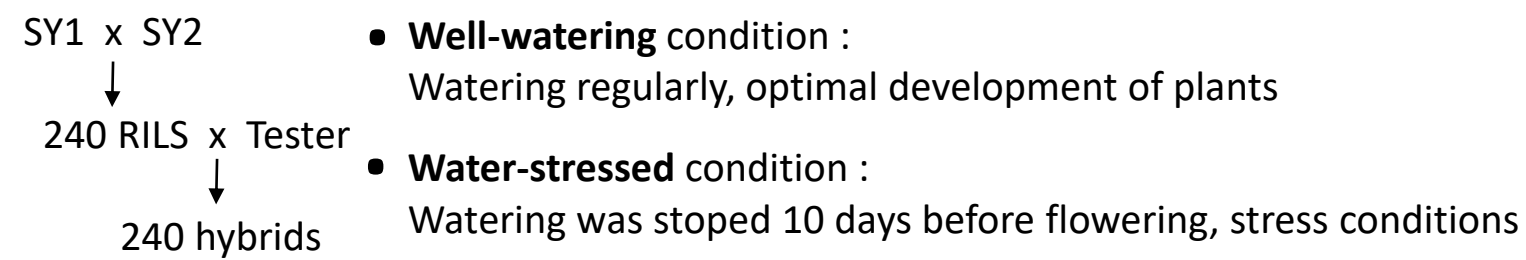 SY1 x SY2
240 RILS x Tester
240 hybrids
• Well-watering condition :
Watering regularly, optimal development of plants
• Water-stressed condition :
Watering was stoped 10 days before flowering, stress conditions